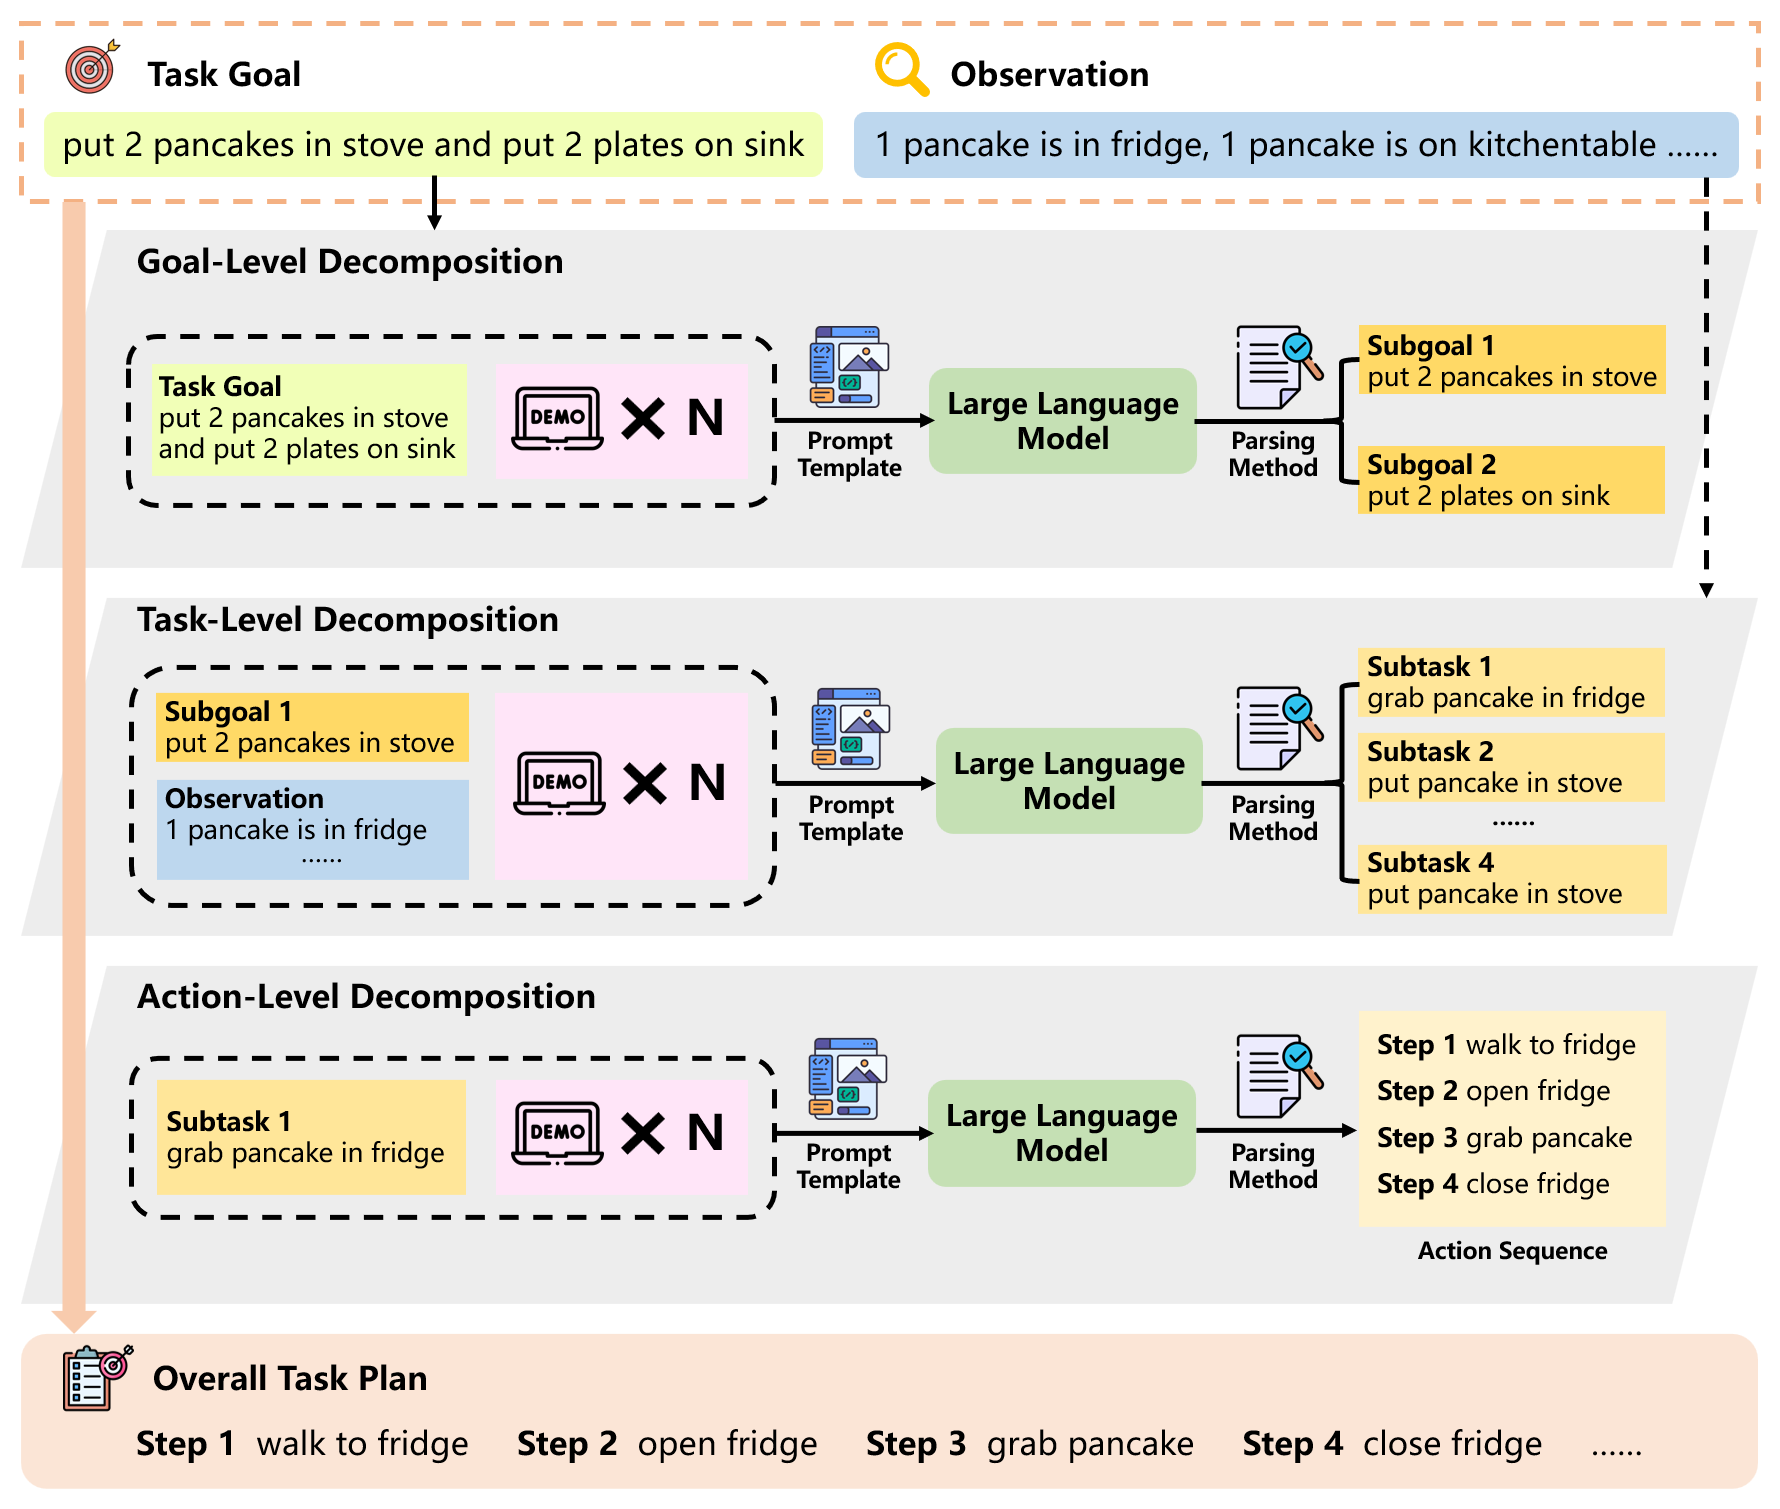 Task Goal
put 2 pancakes in stove and put 2 plates on sink
Observation
1 pancake is in fridge, 1 pancake is on kitchentable ......
Goal-Level Decomposition
Task Goal
put 2 pancakes in stove
and put 2 plates on sink
DEMO
N
Prompt
Template
Large Language
Model
Parsing
Method
Subgoal 1
put 2 pancakes in stove
Subgoal 2
put 2 plates on sink
Task-Level Decomposition
Subgoal 1
put 2 pancakes in stove
Observation
1 pancake is in fridge
......
DEMO
N
Prompt
Template
Large Language
Model
Parsing
Method
Subtask 1
grab pancake in fridge
Subtask 2
put pancake in stove
......
Subtask 4
put pancake in stove
Action-Level Decomposition
Subtask 1
grab pancake in fridge
DEMO
N
Prompt
Template
Large Language
Model
Parsing
Method
Step 1 walk to fridge
Step 2 open fridge
Step 3 grab pancake
Step 4 close fridge
Action Sequence
Overall Task Plan
Step 1 walk to fridge Step 2 open fridge Step 3 grab pancake Step 4 close fridge ......